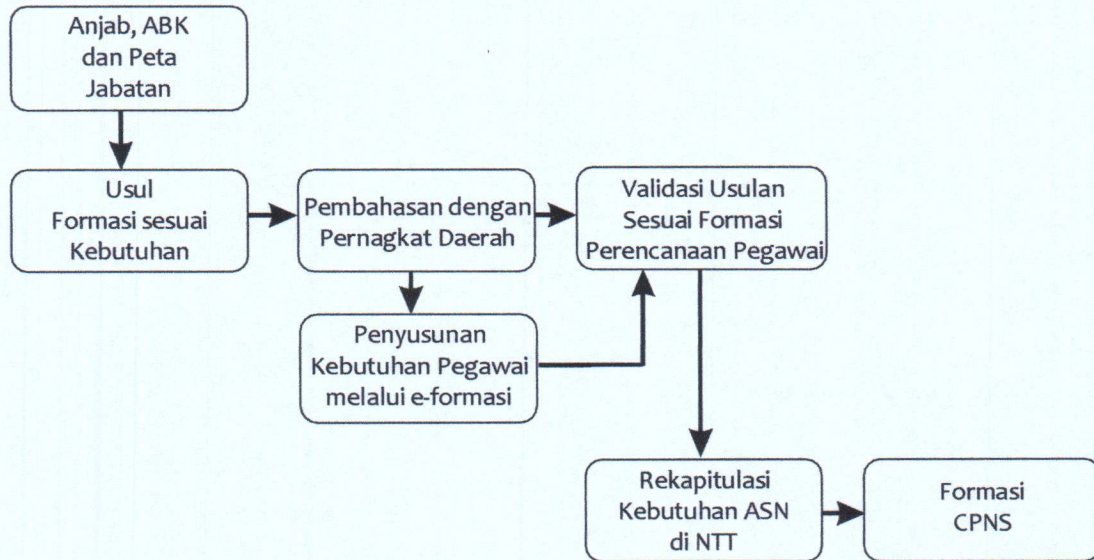 Anjab, ABK
dan Peta
Jabatan
Usul
Formasi sesuai
Kebutuhan
Pembahasan dengan
Pernagkat Daerah
Validasi Usulan
Sesuai Formasi
Perencanaan Pegawai
Penyusunan
Kebutuhan Pegawai
melalui e-formasi
Rekapitulasi
Kebutuhan ASN
di NTT
Formasi
CPNS